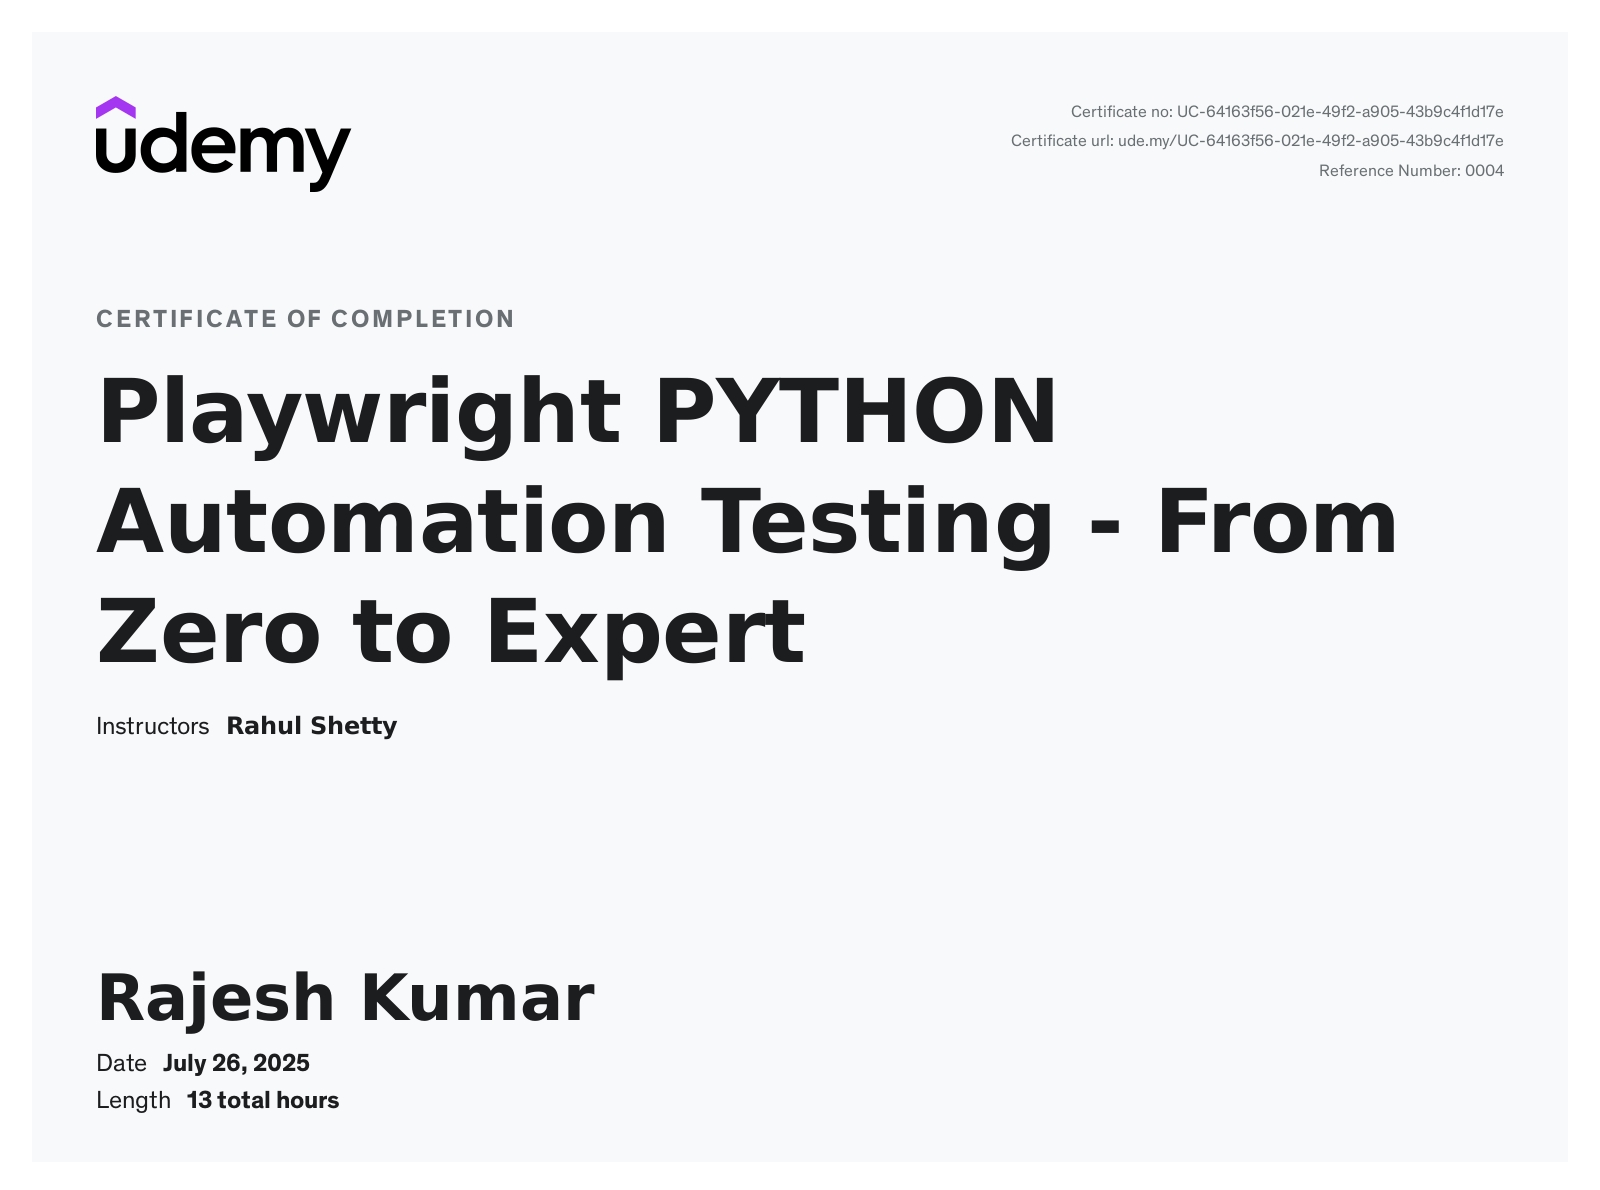 udemy
Certificate no: UC-64163f56-021e-49f2-a905-43b9c4f1d17e
Certificate url: ude.my/UC-64163f56-021e-49f2-a905-43b9c4f1d17e
Reference Number: 0004
CERTIFICATE OF COMPLETION
Playwright PYTHON
Automation Testing - From
Zero to Expert
Instructors Rahul Shetty
Rajesh Kumar
Date July 26, 2025
Length 13 total hours